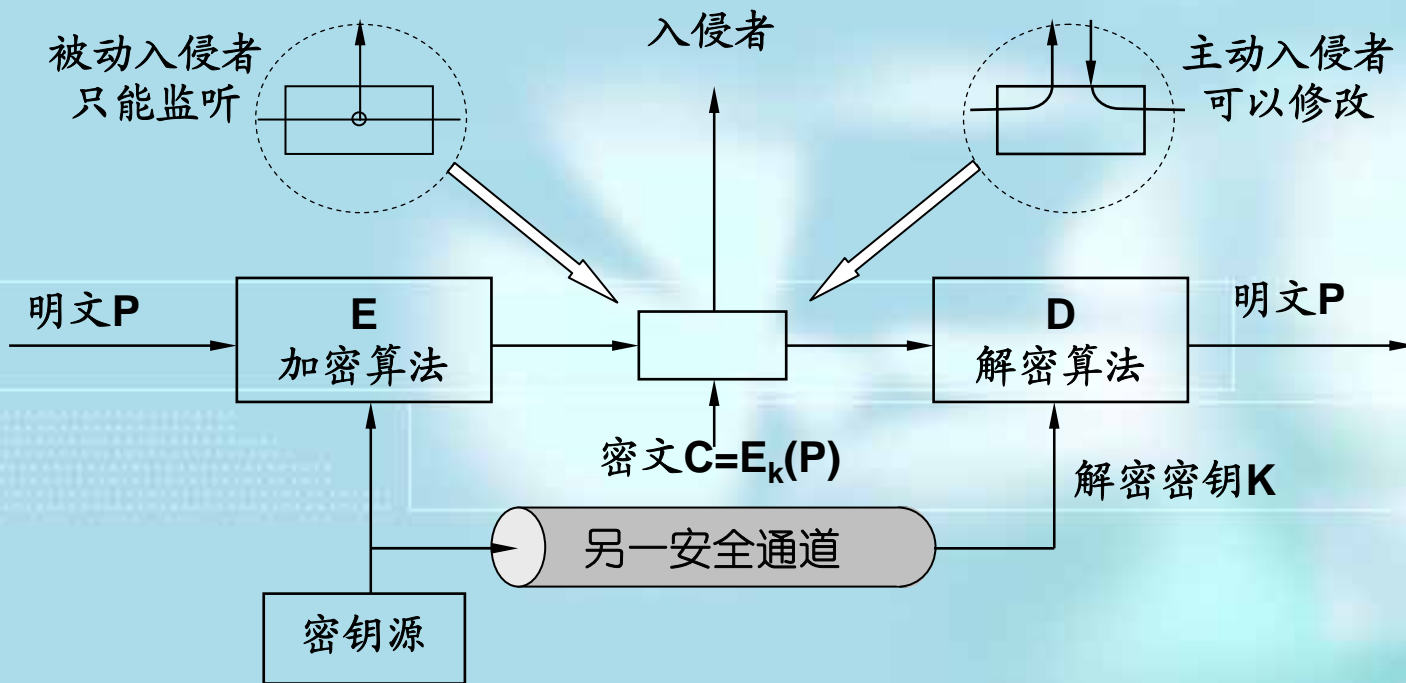 被动入侵者
只能监听
入侵者
主动入侵者
可以修改
明文P
E
加密算法
D
解密算法
明文P
密文C=Ek(P)
解密密钥K
另一安全通道
密钥源